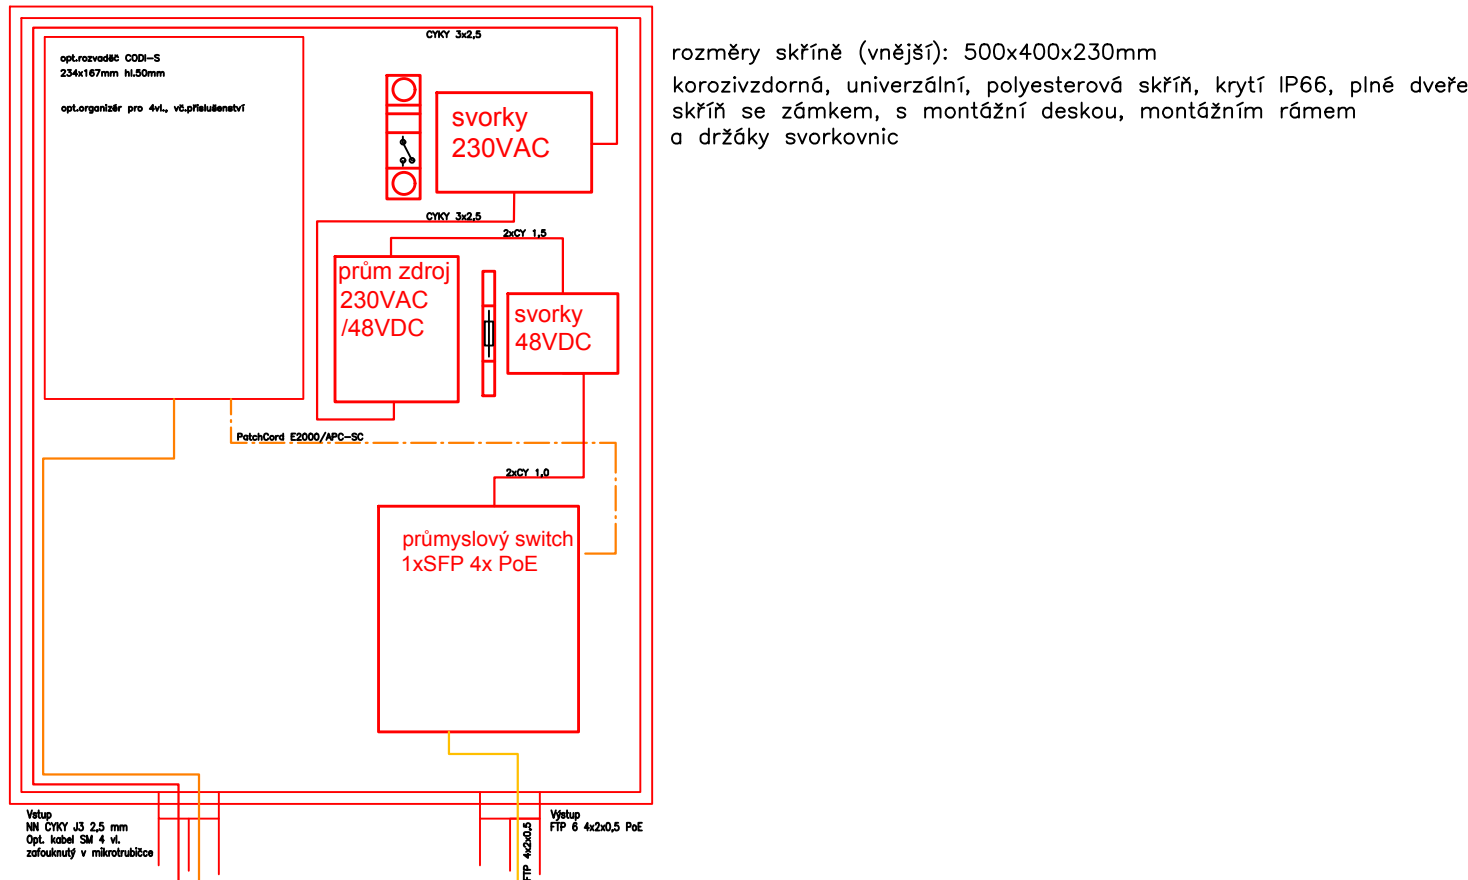 CYKY 3x2,5
opt.rozvaděč CODI-S
234x167mm hl.50mm
opt.organizér pro 4vl., vč.příslušenství
rozměry skříně (vnější): 500x400x230mm
korozivzdorná, univerzální, polyesterová skříň, krytí IP66, plné dveře
skříň se zámkem, s montážní deskou, montážním rámem
a držáky svorkovnic
svorky
230VAC
CYKY 3x2,5
2xCY 1,5
prům zdroj
230VAC
/48VDC
svorky
48VDC
PatchCord E2000/APC-SC
2xCY 1,0
průmyslový switch
1xSFP 4x PoE
Vstup
NN CYKY J3 2,5 mm
Opt. kabel SM 4 vl.
zafouknutý v mikrotrubičce
Výstup
FTP 6 4x2x0,5 PoE
FTP 4x2x0,5